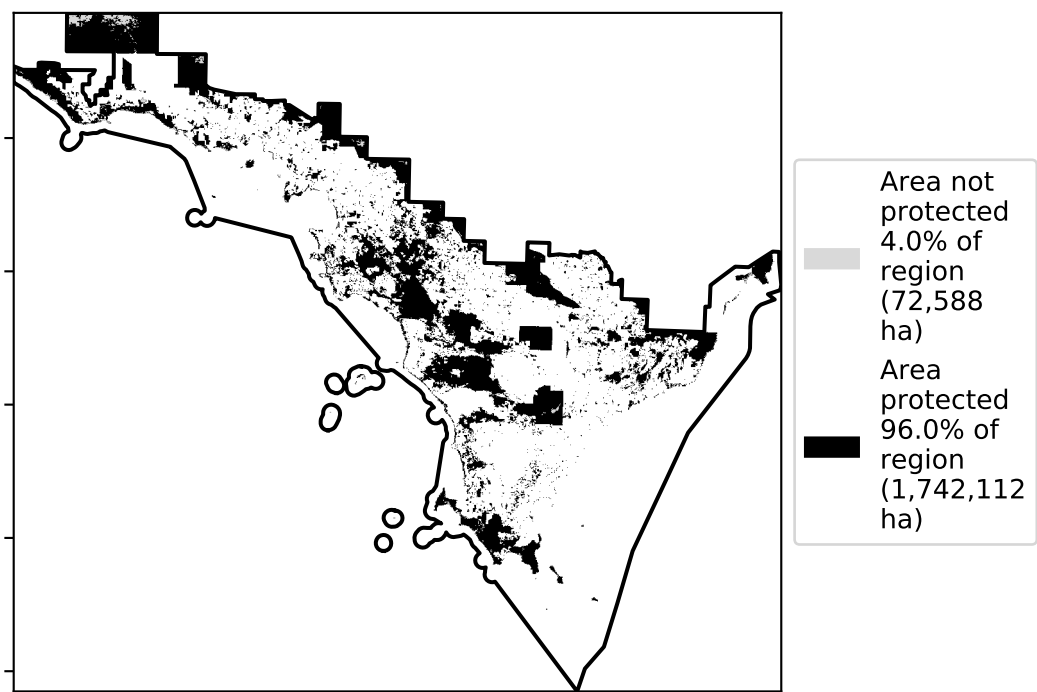 Area not
protected
4.0% of
region
(72,588
ha)
Area
protected
96.0% of
region
(1,742,112
ha)